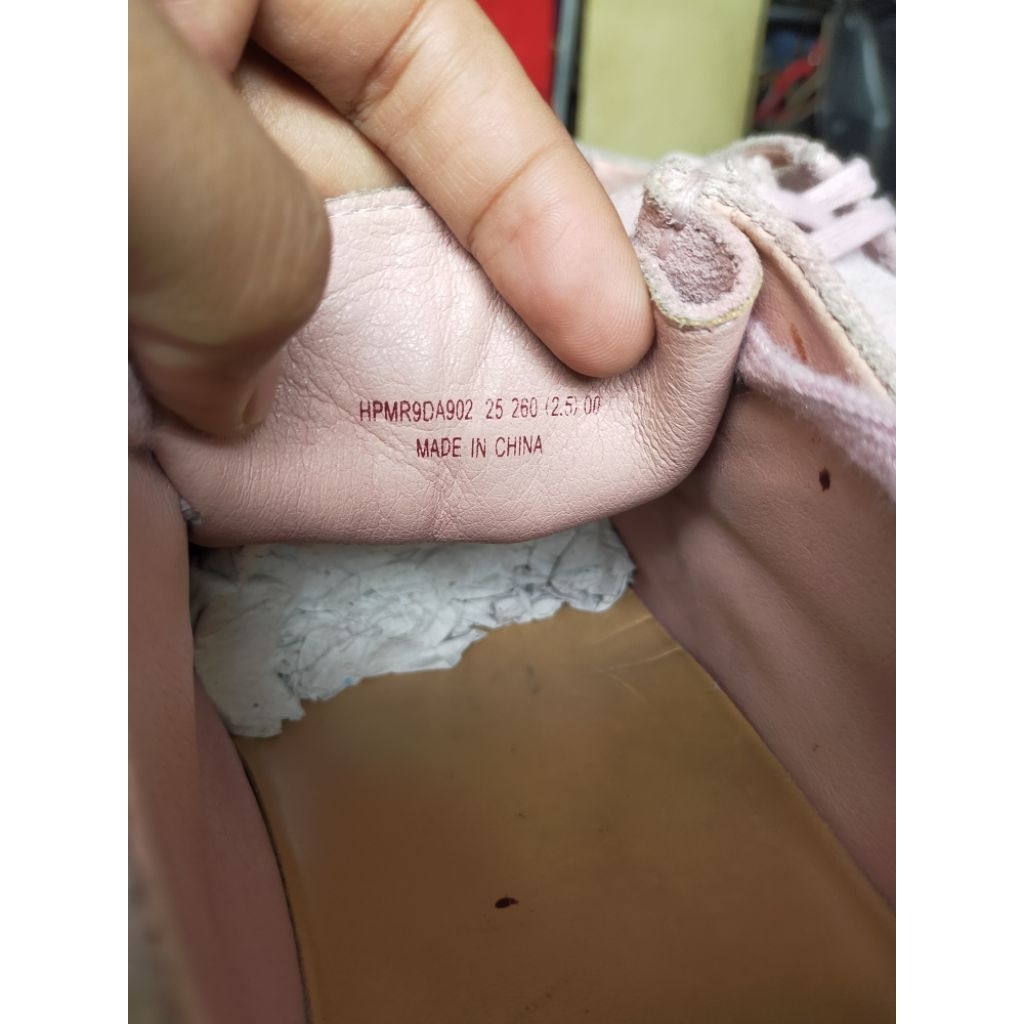 HPMR9DA902 25 260 (2.5) 00
MADE IN CHINA